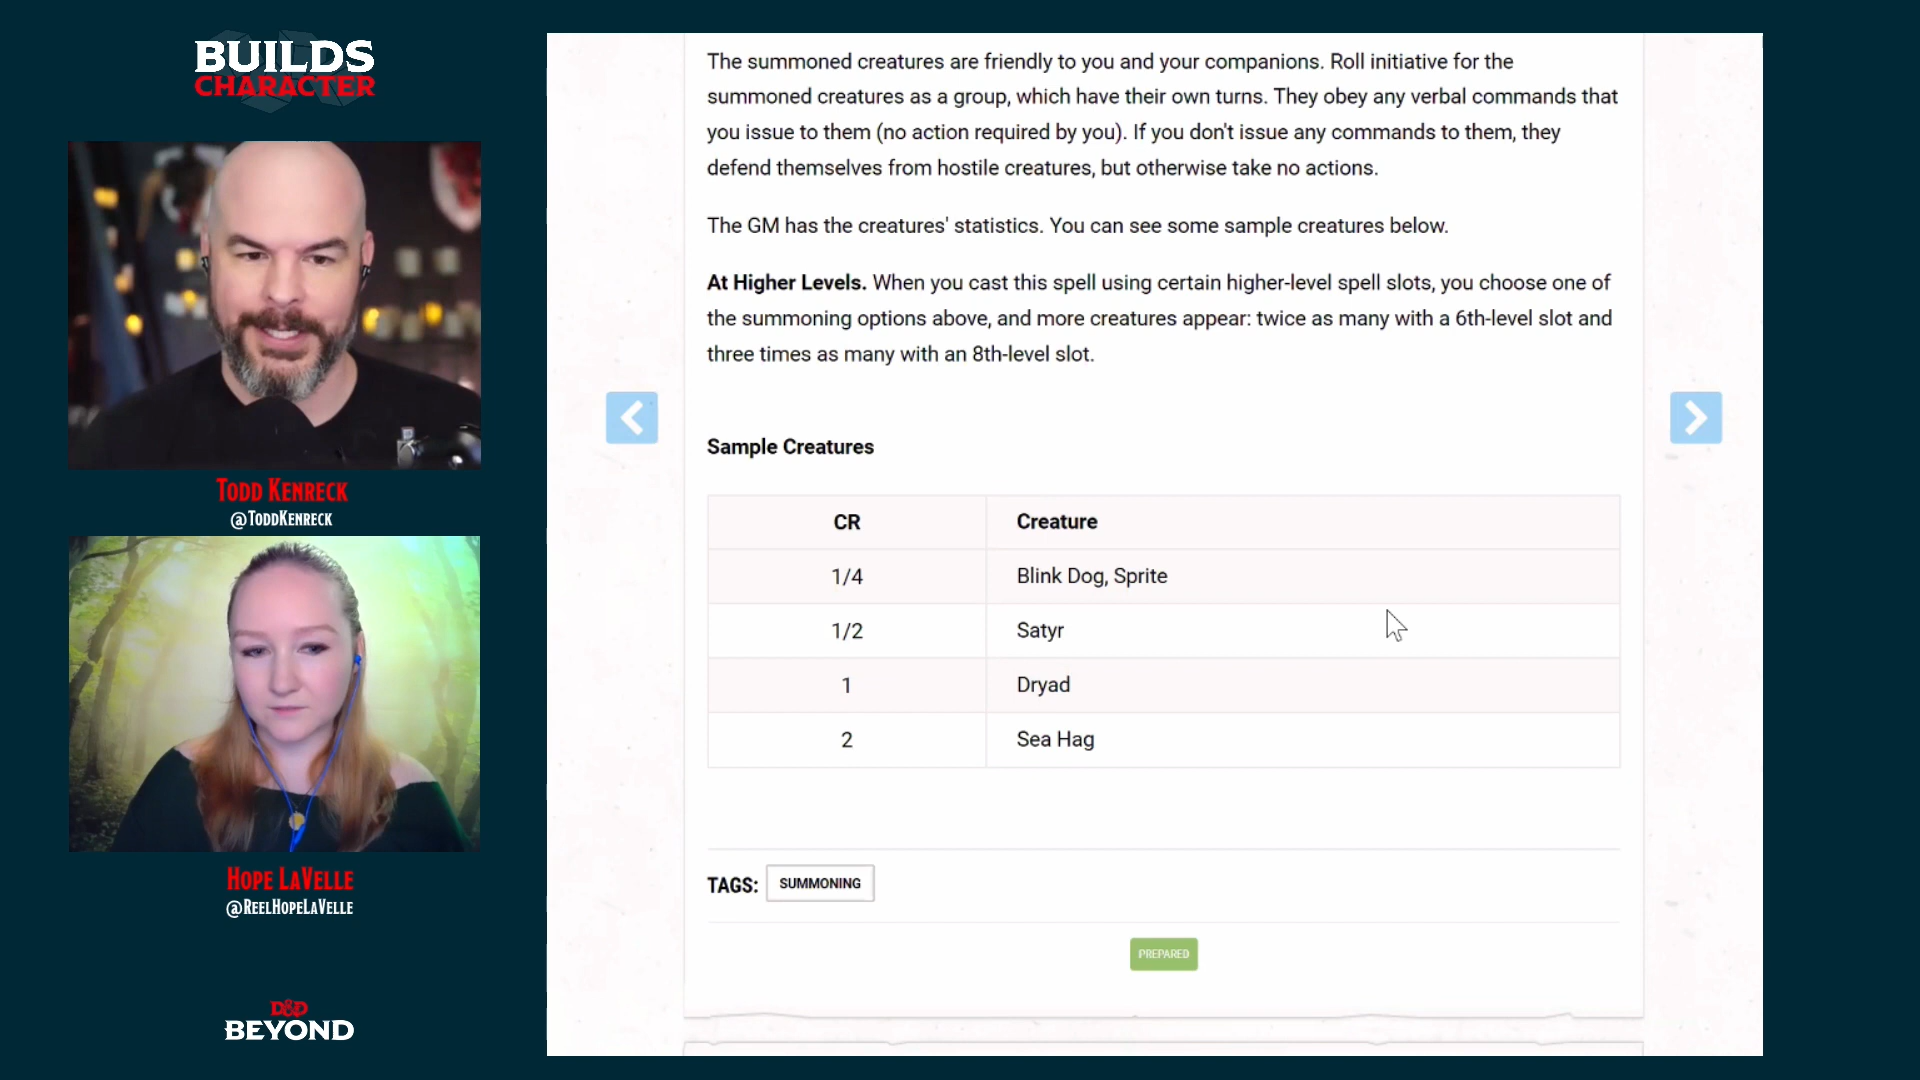 BUILDS
CHARACTER
TODD KENRECK
@TODDKENRECK
HOPE LAVELLE
@REELHOPELAVELLE
D&D
BEYOND
The summoned creatures are friendly to you and your companions. Roll initiative for the
summoned creatures as a group, which have their own turns. They obey any verbal commands that
you issue to them (no action required by you). If you don't issue any commands to them, they
defend themselves from hostile creatures, but otherwise take no actions.
The GM has the creatures' statistics. You can see some sample creatures below.
At Higher Levels. When you cast this spell using certain higher-level spell slots, you choose one of
the summoning options above, and more creatures appear: twice as many with a 6th-level slot and
three times as many with an 8th-level slot.
Sample Creatures
CR Creature
1/4 Blink Dog, Sprite
1/2 Satyr
1 Dryad
2 Sea Hag
TAGS: SUMMONING
PREPARED